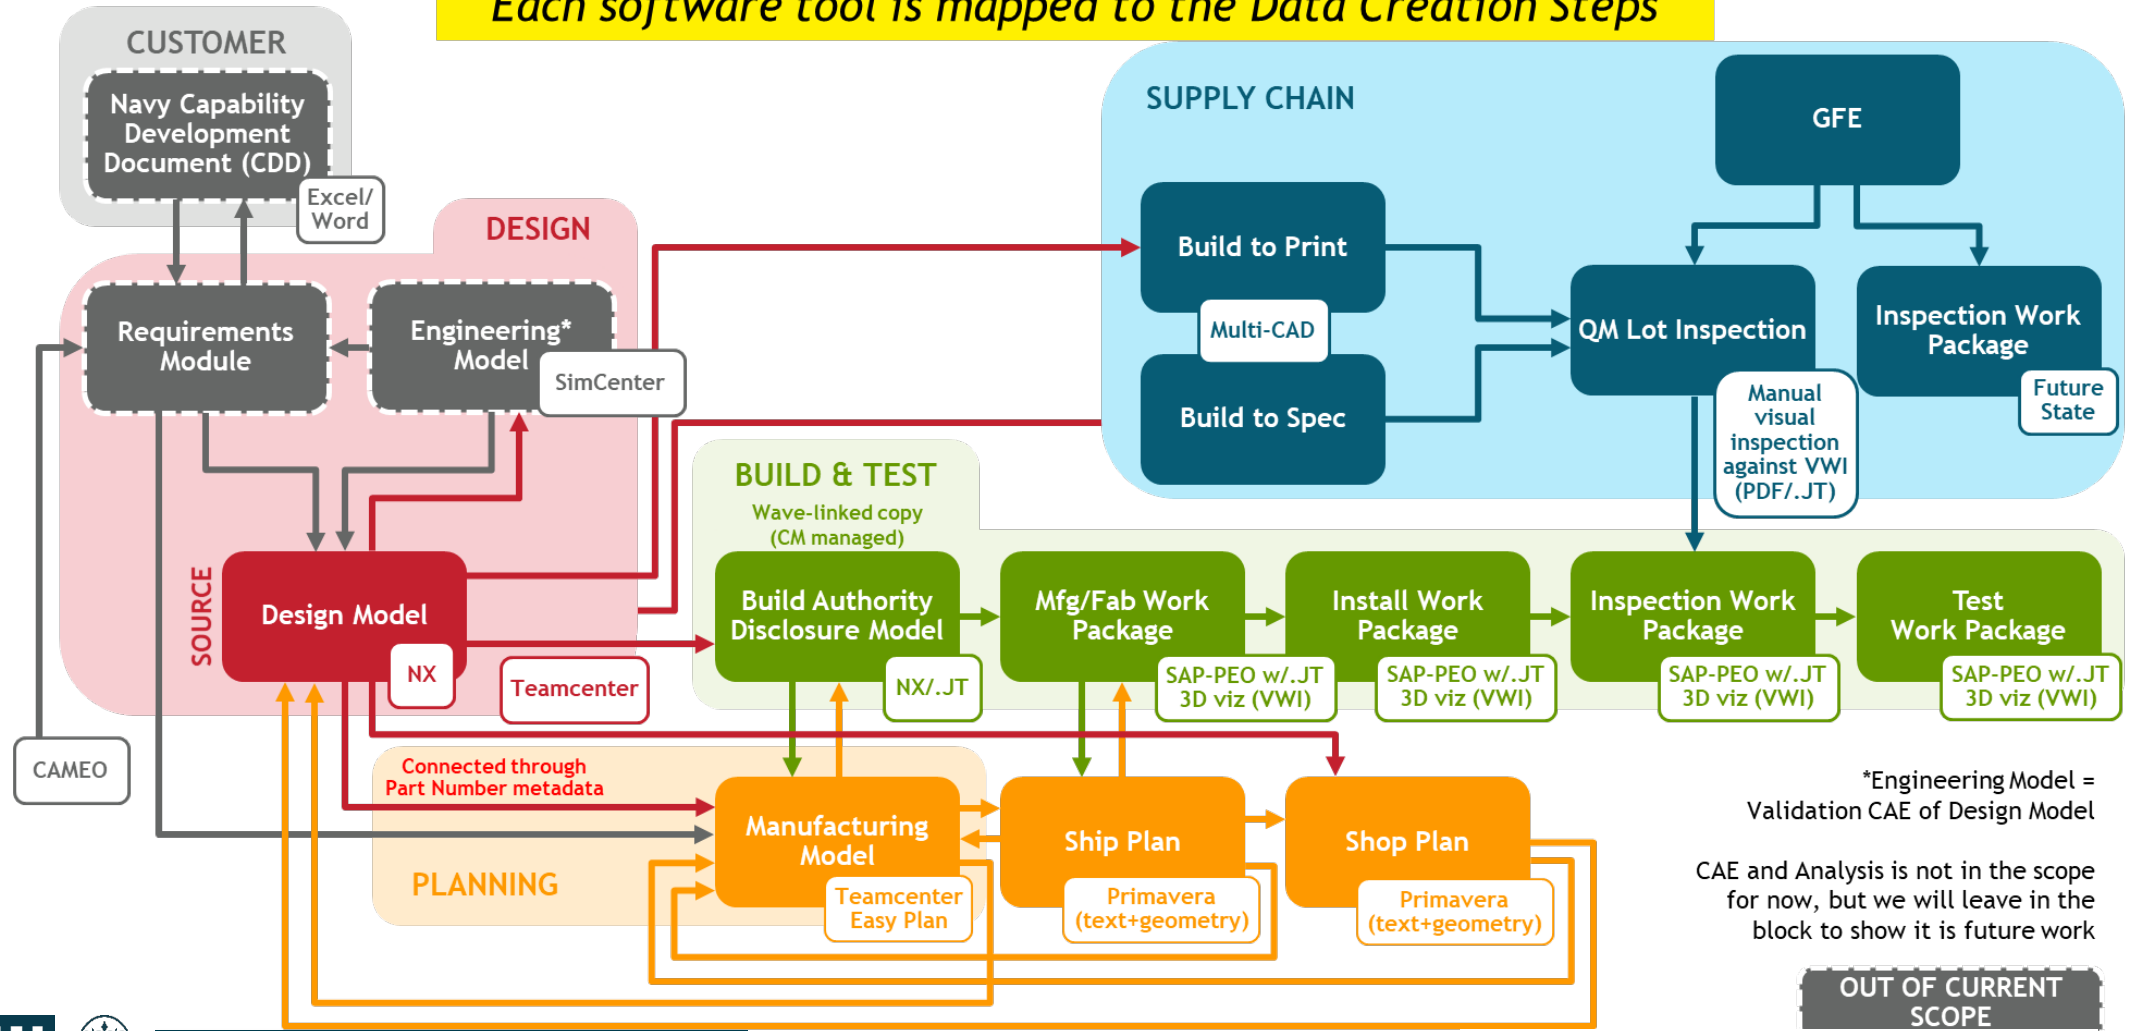 Each software tool is mapped to the Data Creation Steps
CUSTOMER
Navy Capability
Development
Document (CDD)
Excel/
Word
DESIGN
Requirements
Module
Engineering*
Model
SimCenter
SOURCE
Design Model
NX
Teamcenter
CAMEO
SUPPLY CHAIN
GFE
Build to Print
Multi-CAD
Build to Spec
QM Lot Inspection
Manual
visual
inspection
against VWI
(PDF/.JT)
Inspection Work
Package
Future
State
BUILD & TEST
Wave-linked copy
(CM managed)
Build Authority
Disclosure Model
NX/.JT
Mfg/Fab Work
Package
SAP-PEO w/.JT
3D viz (VWI)
Install Work
Package
SAP-PEO w/.JT
3D viz (VWI)
Inspection Work
Package
SAP-PEO w/.JT
3D viz (VWI)
Test
Work Package
SAP-PEO w/.JT
3D viz (VWI)
Connected through
Part Number metadata
PLANNING
Manufacturing
Model
Teamcenter
Easy Plan
Ship Plan
Primavera
(text+geometry)
Shop Plan
Primavera
(text+geometry)
*Engineering Model =
Validation CAE of Design Model
CAE and Analysis is not in the scope
for now, but we will leave in the
block to show it is future work
OUT OF CURRENT
SCOPE